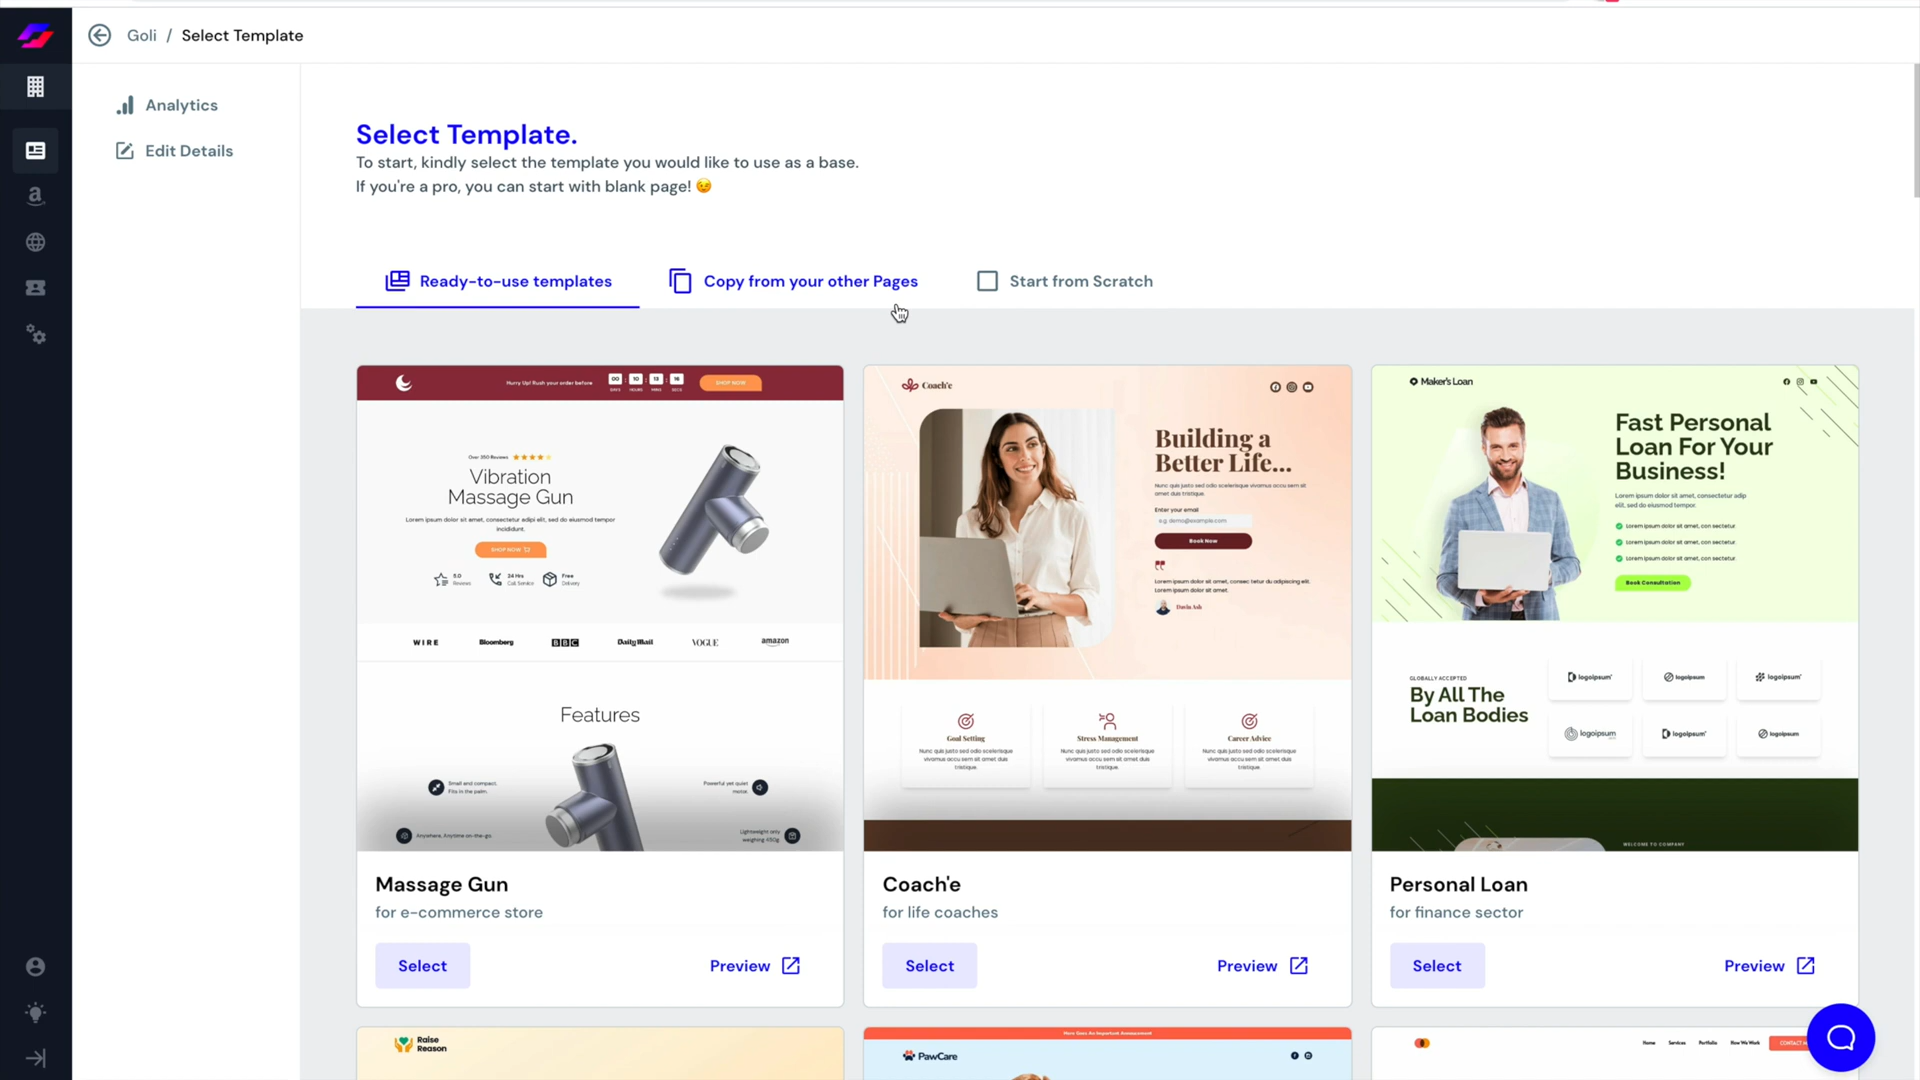 Goli / Select Template
Analytics
Edit Details
Select Template.
To start, kindly select the template you would like to use as a base.
If you're a pro, you can start with blank page! 😉
Ready-to-use templates
Copy from your other Pages
Start from Scratch
Hurry Up! Rush your order before
00 : 10 : 13 : 16
DAYS HOURS MINS SECS
SHOP NOW
Over 350 Reviews
Vibration
Massage Gun
Lorem ipsum dolor sit amet, consectetur adipi elit, sed do eiusmod tempor
incididunt.
SHOP NOW
5.0
Reviews
24 Hrs
Call Service
Free
Delivery
WIRE
Bloomberg
BBC
Daily Mail
VOGUE
amazon
Features
Small and compact.
Fits in the palm.
Powerful yet quiet
motor.
Anywhere, Anytime on-the-go.
Lightweight only
weighing 450g
Massage Gun
for e-commerce store
Select
Preview
Coach'e
Building a
Better Life...
Nunc quis justo sed odio scelerisque vivamus accu sem sit
amet duis tristique.
Enter your email
e.g. demo@example.com
Book Now
Lorem ipsum dolor sit amet, consec tetur du adipiscing elit.
Lorem ipsum dolor sit amet.
Davin Ash
Goal Setting
Nunc quis justo sed odio scelerisque
vivamus accu sem sit amet duis
tristique.
Stress Management
Nunc quis justo sed odio scelerisque
vivamus accu sem sit amet duis
tristique.
Career Advice
Nunc quis justo sed odio scelerisque
vivamus accu sem sit amet duis
tristique.
Coach'e
for life coaches
Select
Preview
Maker's Loan
Fast Personal
Loan For Your
Business!
Lorem ipsum dolor sit amet, consectetur adip
elit, sed do eiusmod tempor.
Lorem ipsum dolor sit amet, con sectetur
Lorem ipsum dolor sit amet, con sectetur
Lorem ipsum dolor sit amet, con sectetur
Book Consultation
GLOBALLY ACCEPTED
By All The
Loan Bodies
logoipsum
logoipsum
logoipsum
logoipsum
logoipsum
logoipsum
WELCOME TO COMPANY
Personal Loan
for finance sector
Select
Preview
Raise
Reason
Here Goes An Important Announcement
PawCare
Home
Services
Portfolio
How We Work
CONTACT